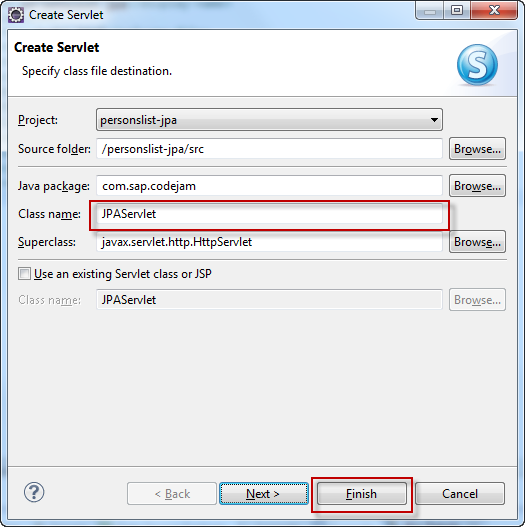 Create Servlet
Create Servlet
Specify class file destination.
S
Project: personslist-jpa
Source folder: /personslist-jpa/src Browse...
Java package: com.sap.codejam Browse...
Class name: JPAServlet
Superclass: javax.servlet.http.HttpServlet Browse...
Use an existing Servlet class or JSP
Class name: JPAServlet Browse...
? < Back Next > Finish Cancel